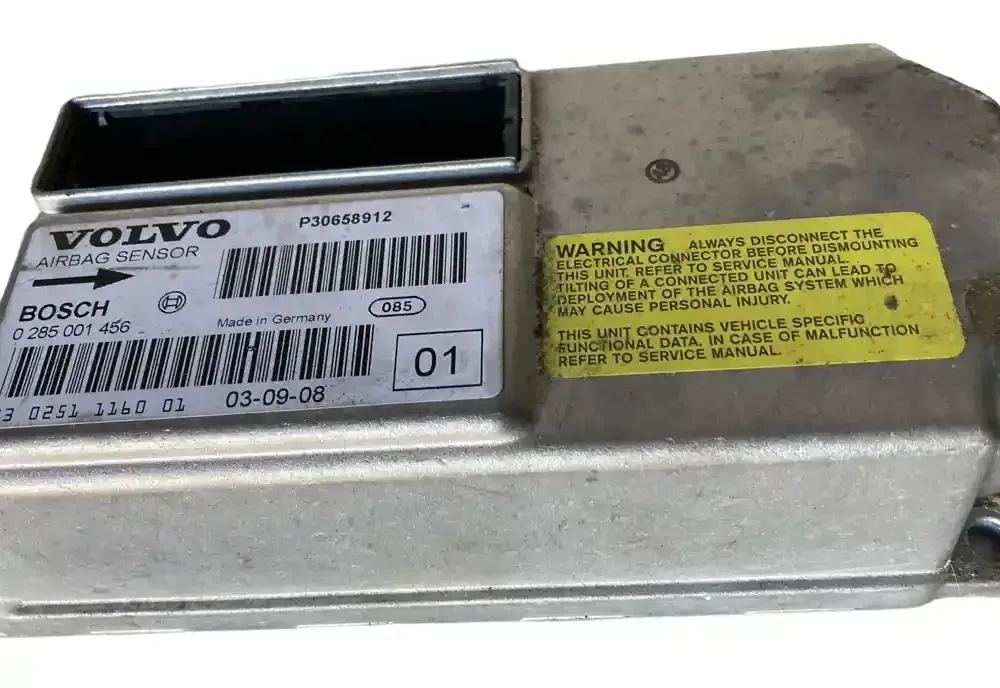 VOLVO
P30658912
AIRBAG SENSOR
BOSCH
0 285 001 456
Made in Germany
085
01
3 0251 1160 01
03-09-08
WARNING ALWAYS DISCONNECT THE
ELECTRICAL CONNECTOR BEFORE DISMOUNTING
THIS UNIT. REFER TO SERVICE MANUAL.
TILTING OF A CONNECTED UNIT CAN LEAD TO
DEPLOYMENT OF THE AIRBAG SYSTEM WHICH
MAY CAUSE PERSONAL INJURY.
THIS UNIT CONTAINS VEHICLE SPECIFIC
FUNCTIONAL DATA. IN CASE OF MALFUNCTION
REFER TO SERVICE MANUAL.